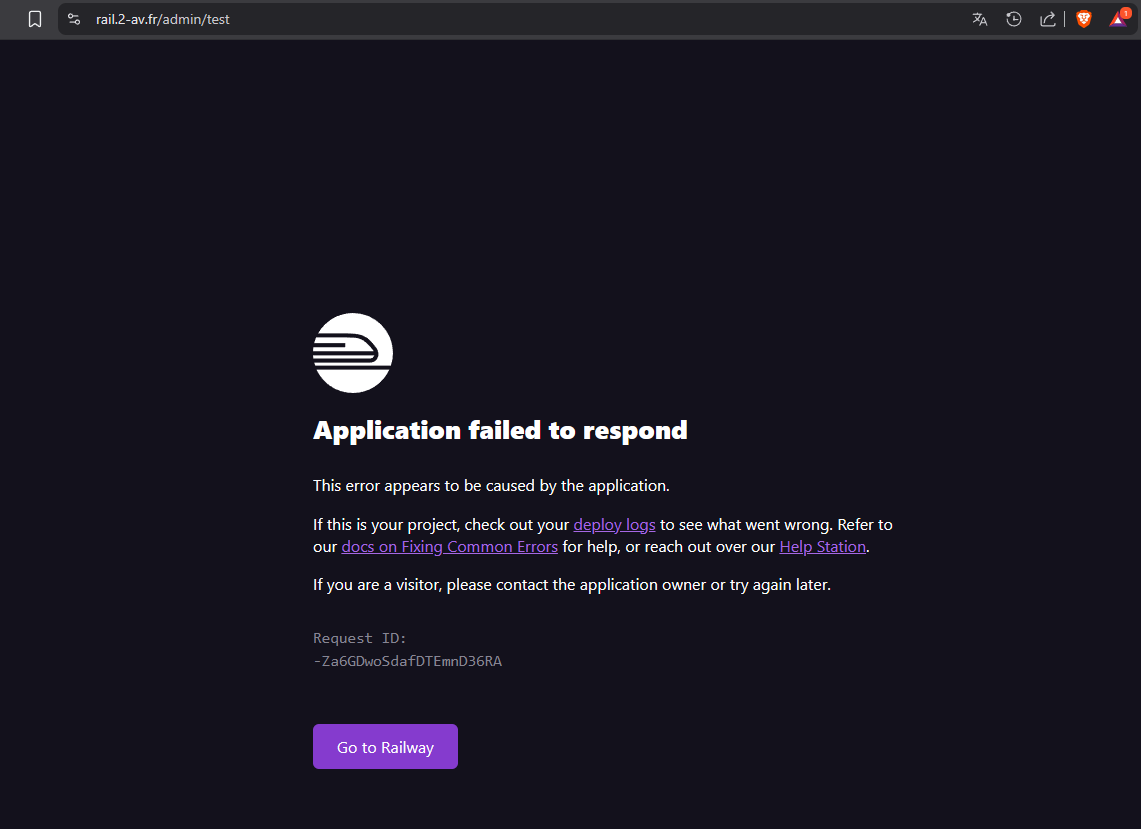 rail.2-av.fr/admin/test
1
Application failed to respond
This error appears to be caused by the application.
If this is your project, check out your deploy logs to see what went wrong. Refer to
our docs on Fixing Common Errors for help, or reach out over our Help Station.
If you are a visitor, please contact the application owner or try again later.
Request ID:
-Za6GDwoSdafDTEmnD36RA
Go to Railway